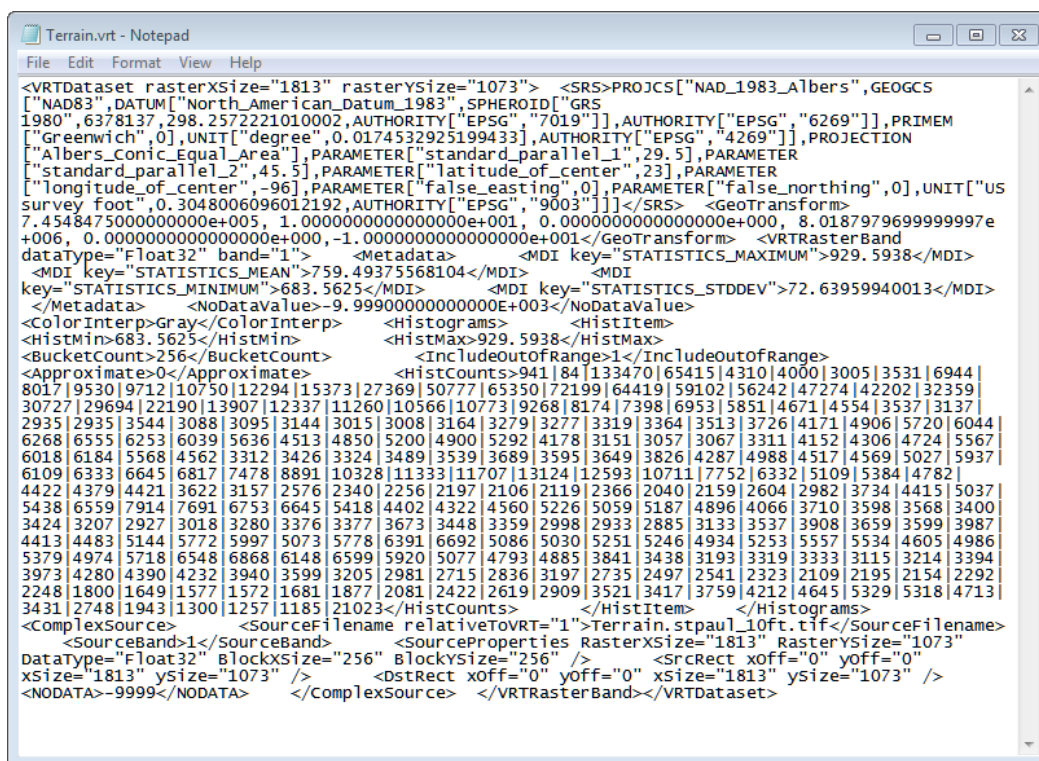 Terrain.vrt - Notepad
File Edit Format View Help
<VRTDataset rasterXSize="1813" rasterYSize="1073"> <SRS>PROJCS["NAD_1983_Albers",GEOGCS
["NAD83",DATUM["North_American_Datum_1983",SPHEROID["GRS
1980",6378137,298.2572221010002,AUTHORITY["EPSG","7019"]],AUTHORITY["EPSG","6269"]],PRIMEM
["Greenwich",0],UNIT["degree",0.0174532925199433],AUTHORITY["EPSG","4269"]],PROJECTION
["Albers_Conic_Equal_Area"],PARAMETER["standard_parallel_1",29.5],PARAMETER
["standard_parallel_2",45.5],PARAMETER["latitude_of_center",23],PARAMETER
["longitude_of_center",-96],PARAMETER["false_easting",0],PARAMETER["false_northing",0],UNIT["US
survey foot",0.3048006096012192,AUTHORITY["EPSG","9003"]]]</SRS> <GeoTransform>
7.4548475000000000e+005, 1.0000000000000000e+001, 0.0000000000000000e+000, 8.0187979699999997e
+006, 0.0000000000000000e+000,-1.0000000000000000e+001</GeoTransform> <VRTRasterBand
dataType="Float32" band="1"> <Metadata> <MDI key="STATISTICS_MAXIMUM">929.5938</MDI>
<MDI key="STATISTICS_MEAN">759.49375568104</MDI> <MDI
key="STATISTICS_MINIMUM">683.5625</MDI> <MDI key="STATISTICS_STDDEV">72.63959940013</MDI>
</Metadata> <NoDataValue>-9.99900000000000E+003</NoDataValue>
<ColorInterp>Gray</ColorInterp> <Histograms> <HistItem>
<HistMin>683.5625</HistMin> <HistMax>929.5938</HistMax>
<BucketCount>256</BucketCount> <IncludeOutOfRange>1</IncludeOutOfRange>
<Approximate>0</Approximate> <HistCounts>941|84|133470|65415|4310|4000|3005|3531|6944|
8017|9530|9712|10750|12294|15373|27369|50777|65350|72199|64419|59102|56242|47274|42202|32359|
30727|29694|22190|13907|12337|11260|10566|10773|9268|8174|7398|6953|5851|4671|4554|3537|3137|
2935|2935|3544|3088|3095|3144|3015|3008|3164|3279|3277|3319|3364|3513|3726|4171|4906|5720|6044|
6268|6555|6253|6039|5636|4513|4850|5200|4900|5292|4178|3151|3057|3067|3311|4152|4306|4724|5567|
6018|6184|5568|4562|3312|3426|3324|3489|3539|3689|3595|3649|3826|4287|4988|4517|4569|5027|5937|
6109|6333|6645|6817|7478|8891|10328|11333|11707|13124|12593|10711|7752|6332|5109|5384|4782|
4422|4379|4421|3622|3157|2576|2340|2256|2197|2106|2119|2366|2040|2159|2604|2982|3734|4415|5037|
5438|6559|7914|7691|6753|6645|5418|4402|4322|4560|5226|5059|5187|4896|4066|3710|3598|3568|3400|
3424|3207|2927|3018|3280|3376|3377|3673|3448|3359|2998|2933|2885|3133|3537|3908|3659|3599|3987|
4413|4483|5144|5772|5997|5073|5778|6391|6692|5086|5030|5251|5246|4934|5253|5557|5534|4605|4986|
5379|4974|5718|6548|6868|6148|6599|5920|5077|4793|4885|3841|3438|3193|3319|3333|3115|3214|3394|
3973|4280|4390|4232|3940|3599|3205|2981|2715|2836|3197|2735|2497|2541|2323|2109|2195|2154|2292|
2248|1800|1649|1577|1572|1681|1877|2081|2422|2619|2909|3521|3417|3759|4212|4645|5329|5318|4713|
3431|2748|1943|1300|1257|1185|21023</HistCounts> </HistItem> </Histograms>
<ComplexSource> <SourceFilename relativeToVRT="1">Terrain.stpaul_10ft.tif</SourceFilename>
<SourceBand>1</SourceBand> <SourceProperties RasterXSize="1813" RasterYSize="1073"
DataType="Float32" BlockXSize="256" BlockYSize="256" /> <SrcRect xOff="0" yOff="0"
xSize="1813" ySize="1073" /> <DstRect xOff="0" yOff="0" xSize="1813" ySize="1073" />
<NODATA>-9999</NODATA> </ComplexSource> </VRTRasterBand></VRTDataset>